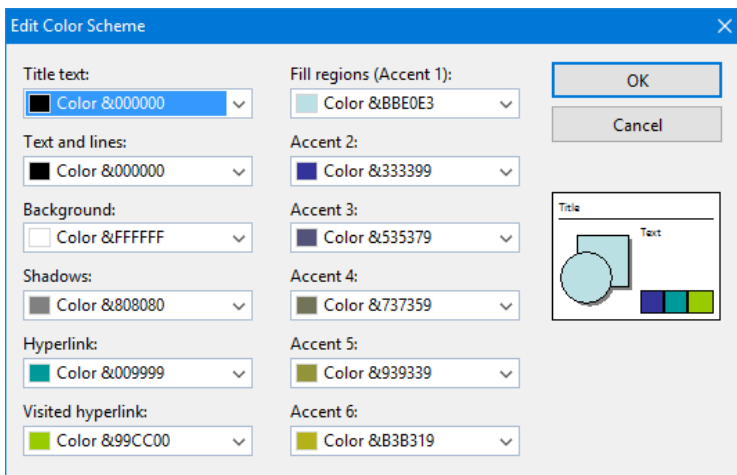 Edit Color Scheme
Title text:
Color &000000
Text and lines:
Color &000000
Background:
Color &FFFFFF
Shadows:
Color &808080
Hyperlink:
Color &009999
Visited hyperlink:
Color &99CC00
Fill regions (Accent 1):
Color &BBE0E3
Accent 2:
Color &333399
Accent 3:
Color &535379
Accent 4:
Color &737359
Accent 5:
Color &939339
Accent 6:
Color &B3B319
OK
Cancel
Title
Text